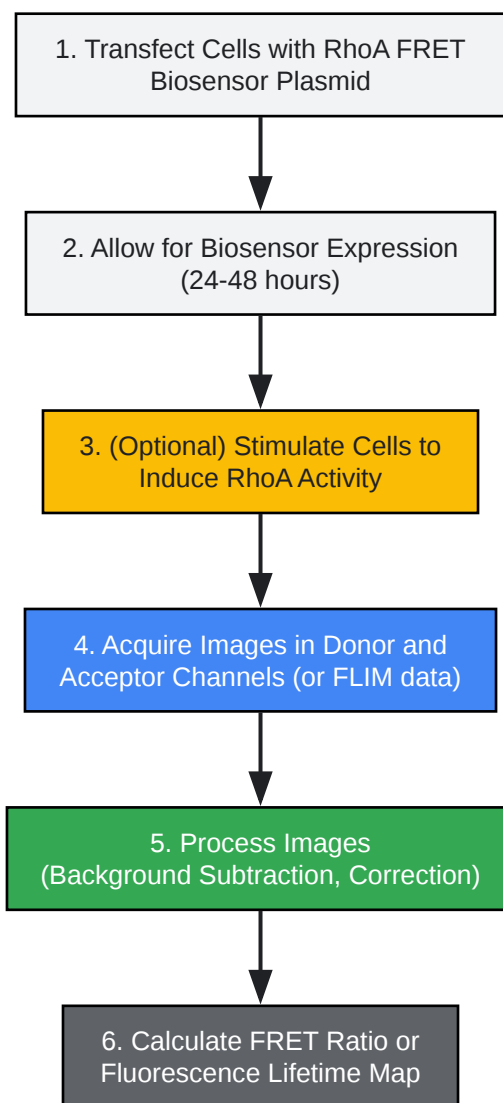 1. Transfect Cells with RhoA FRET
Biosensor Plasmid
2. Allow for Biosensor Expression
(24-48 hours)
3. (Optional) Stimulate Cells to
Induce RhoA Activity
4. Acquire Images in Donor and
Acceptor Channels (or FLIM data)
5. Process Images
(Background Subtraction, Correction)
6. Calculate FRET Ratio or
Fluorescence Lifetime Map